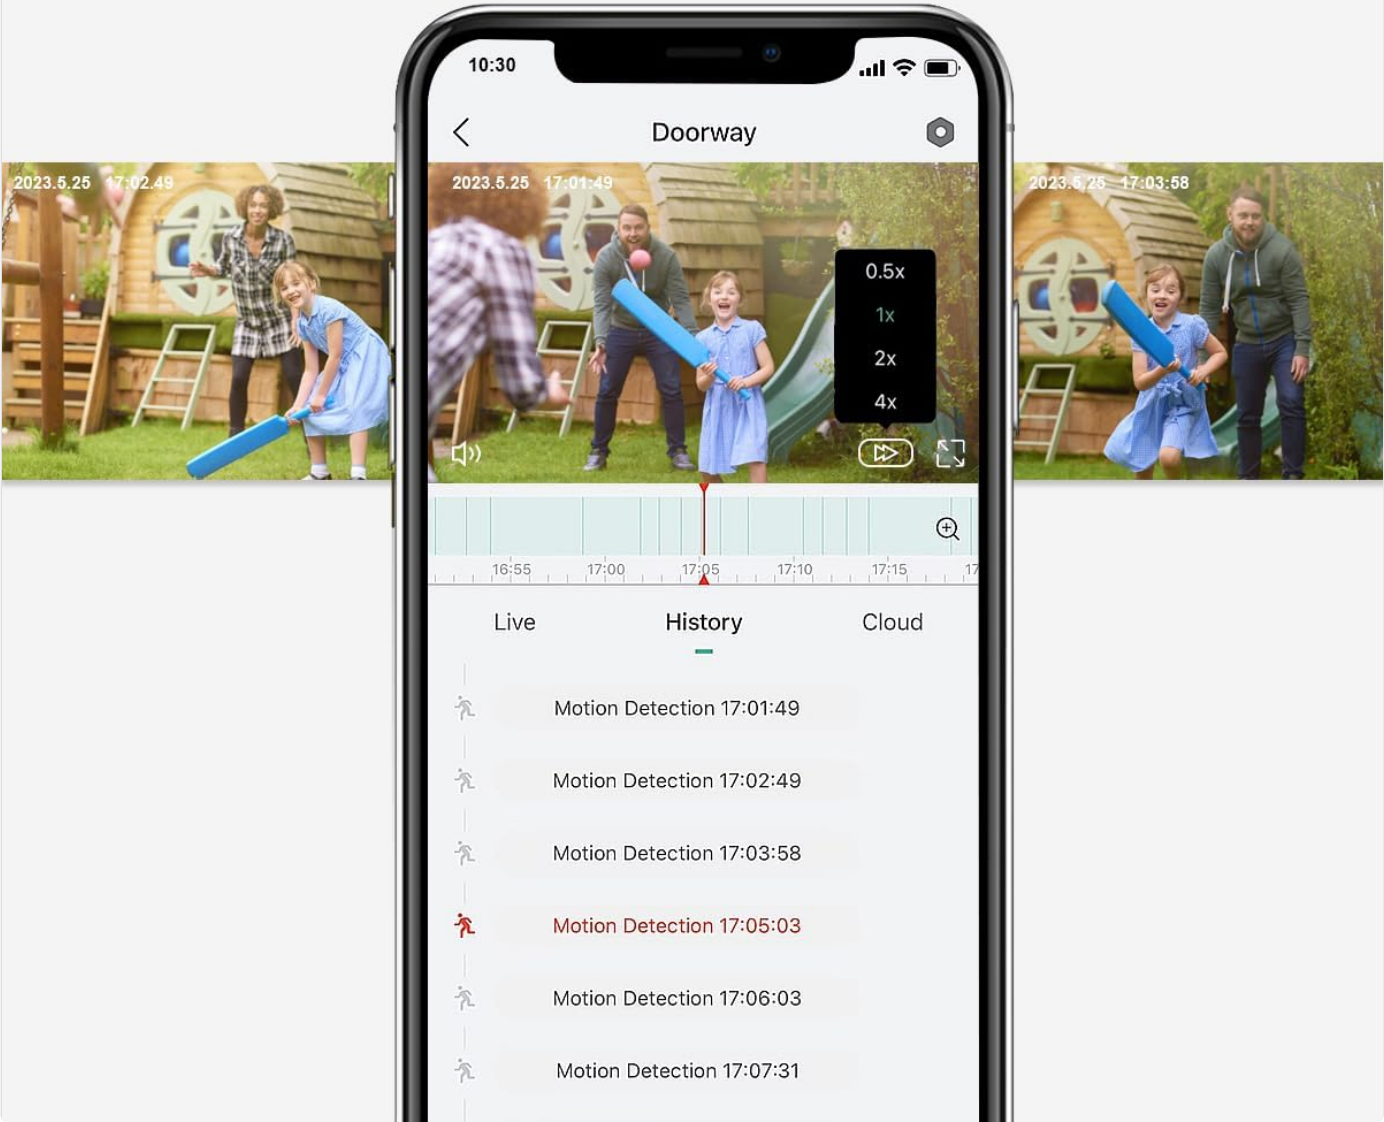 10:30
Doorway
2023.5.25 17:02.49
2023.5.25 17:01:49
2023.5.25 17:03:58
0.5x
1x
2x
4x
16:55 17:00 17:05 17:10 17:15 17
Live History Cloud
Motion Detection 17:01:49
Motion Detection 17:02:49
Motion Detection 17:03:58
Motion Detection 17:05:03
Motion Detection 17:06:03
Motion Detection 17:07:31